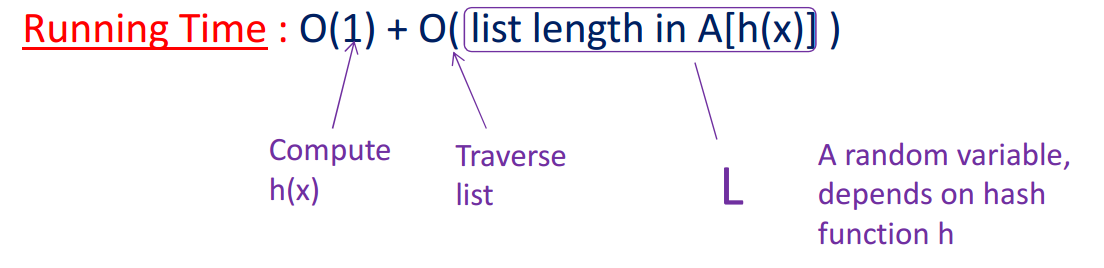 Running Time : O(1) + O( list length in A[h(x)] )
Compute
h(x)
Traverse
list
L
A random variable,
depends on hash
function h